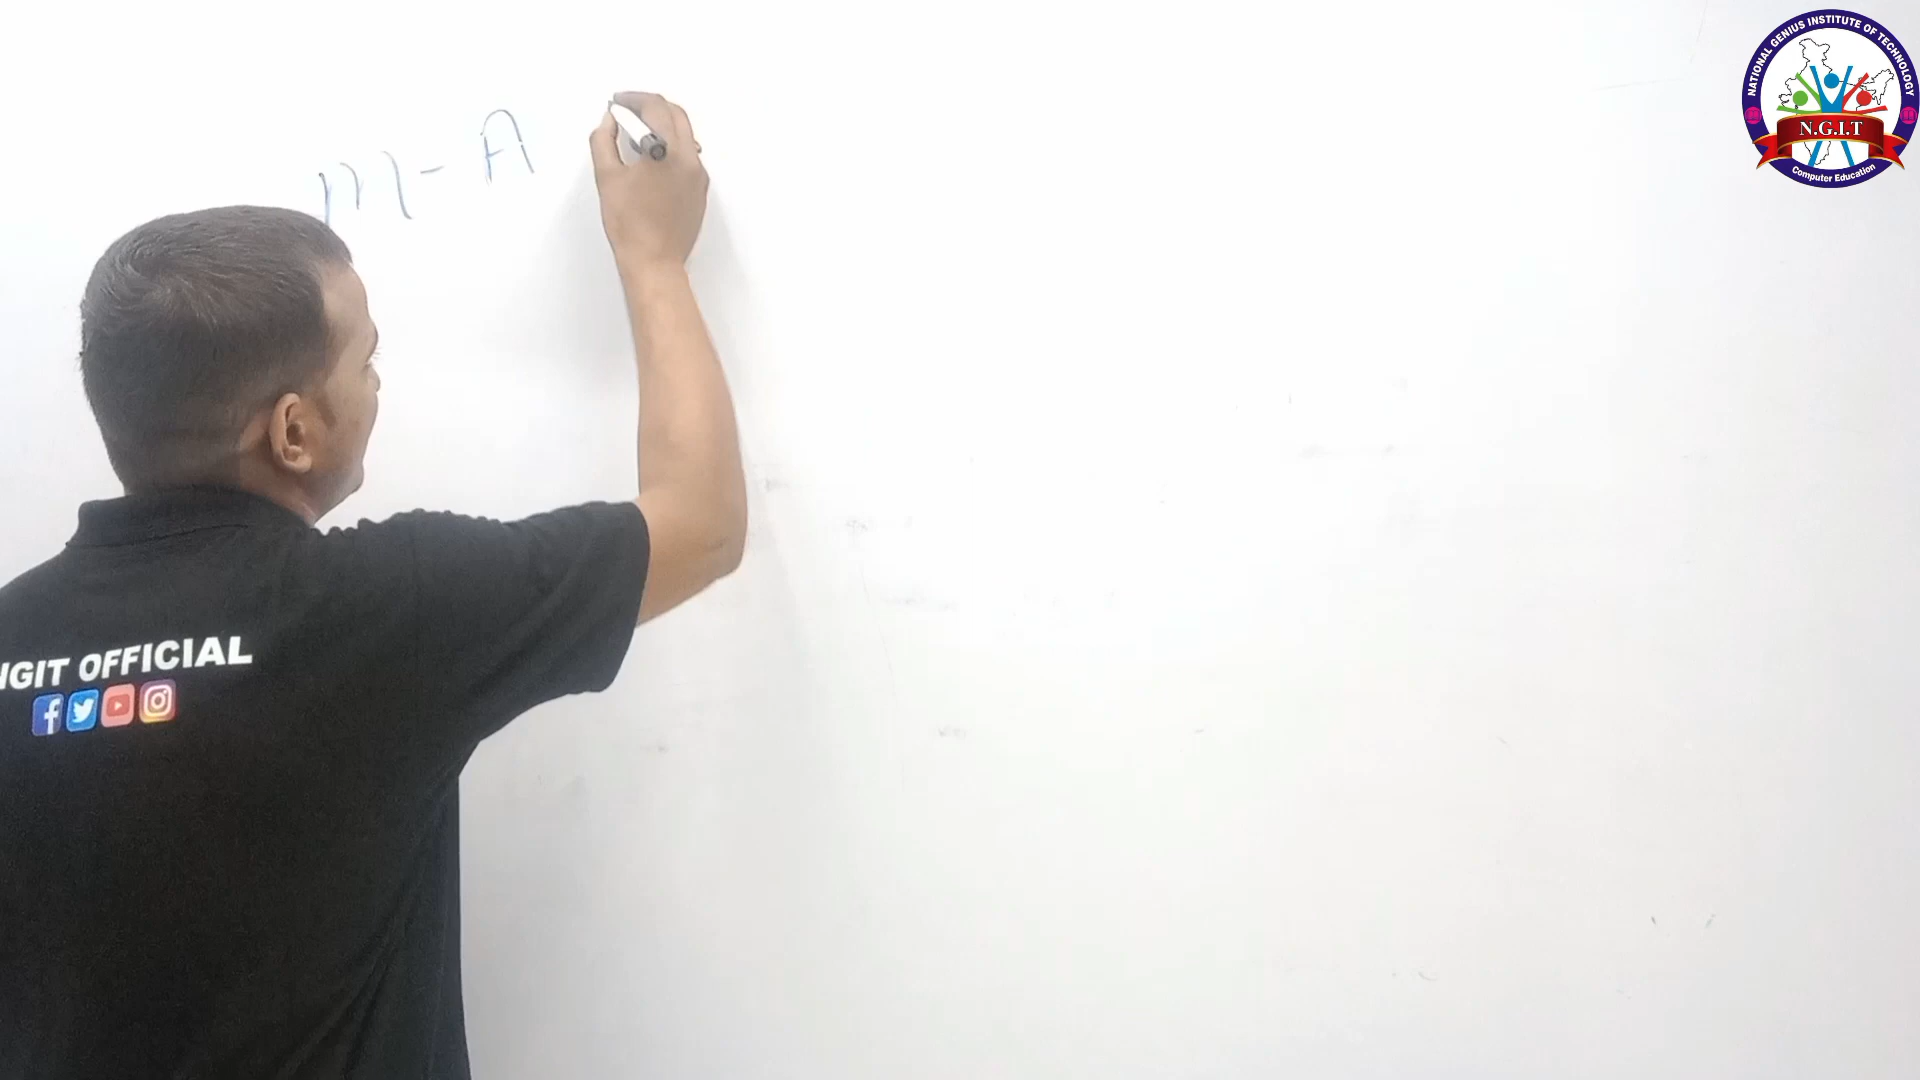 m - A
NATIONAL GENIUS INSTITUTE OF TECHNOLOGY
N.G.I.T
Computer Education
NGIT OFFICIAL